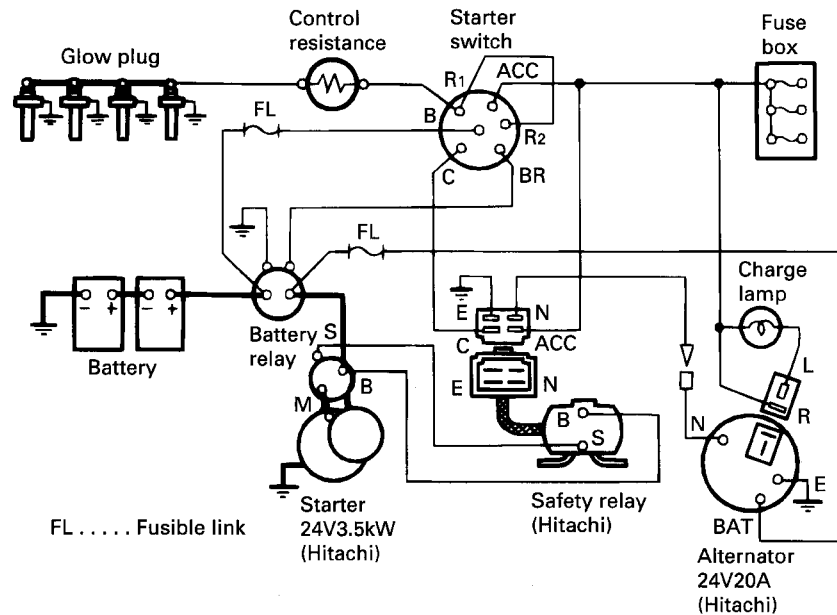 Glow plug
Control
resistance
Starter
switch
Fuse
box
R1
ACC
B
R2
C
BR
FL
FL
Battery
Battery
relay
- +
- +
E
N
C
ACC
E
N
Charge
lamp
L
R
N
E
BAT
S
B
M
B
S
Starter
24V3.5kW
(Hitachi)
Safety relay
(Hitachi)
Alternator
24V20A
(Hitachi)
FL ..... Fusible link